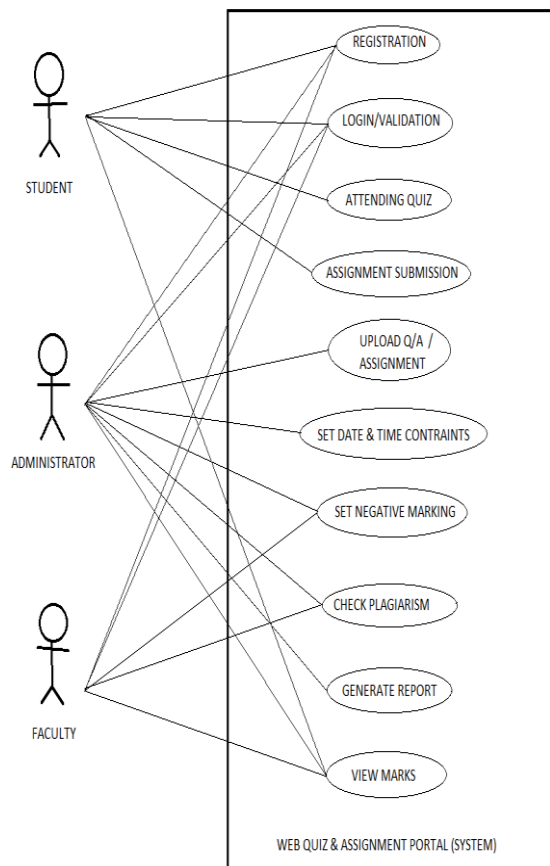 REGISTRATION
LOGIN/VALIDATION
STUDENT
ATTENDING QUIZ
ASSIGNMENT SUBMISSION
UPLOAD Q/A /
ASSIGNMENT
ADMINISTRATOR
SET DATE & TIME CONTRAINTS
SET NEGATIVE MARKING
CHECK PLAGIARISM
GENERATE REPORT
FACULTY
VIEW MARKS
WEB QUIZ & ASSIGNMENT PORTAL (SYSTEM)